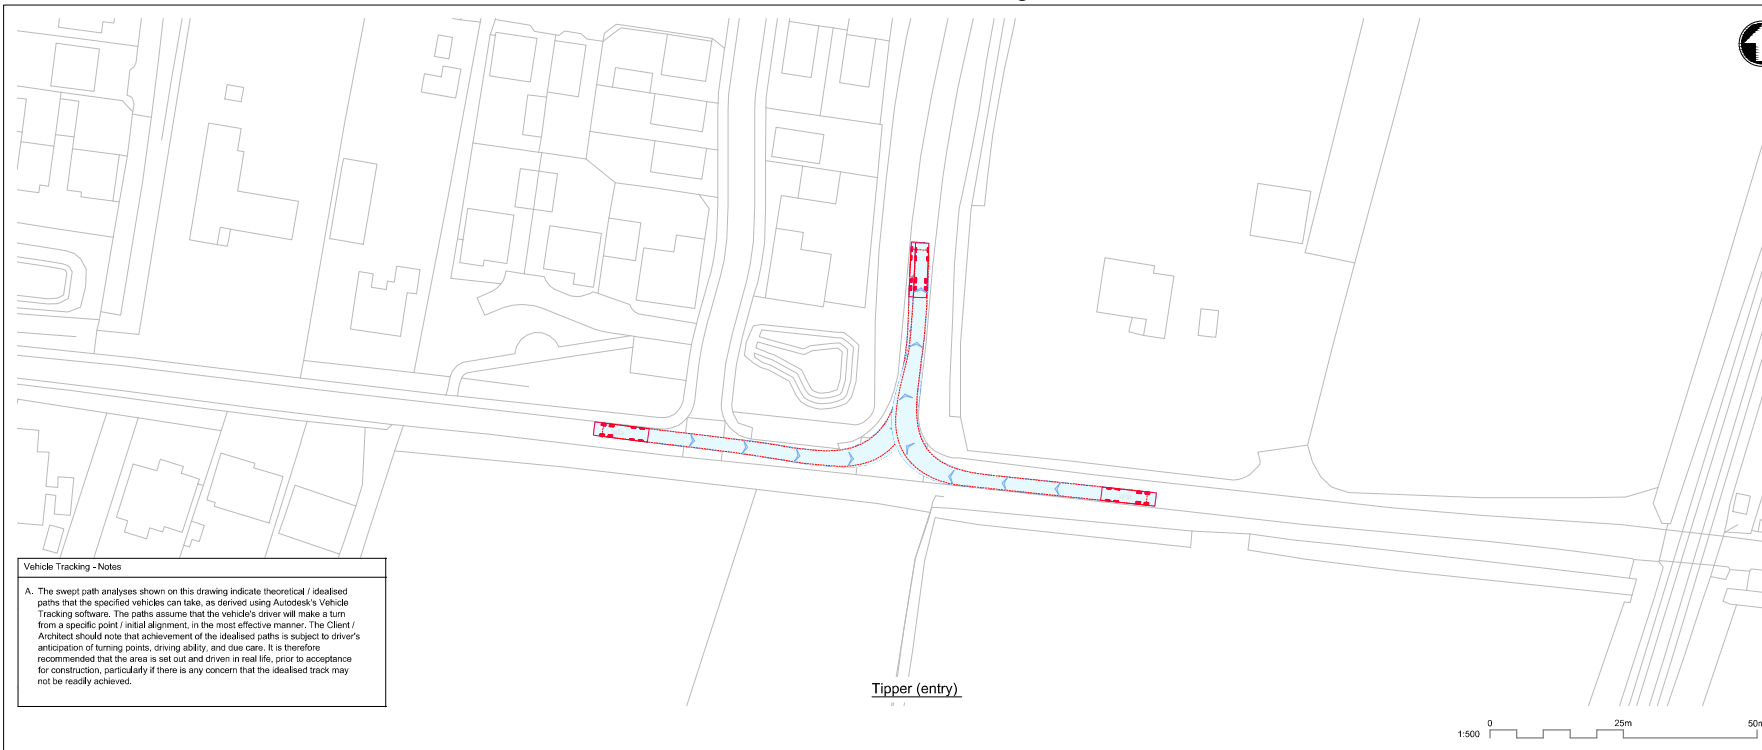 Vehicle Tracking - Notes
A. The swept path analyses shown on this drawing indicate theoretical / idealised
paths that the specified vehicles can take, as derived using Autodesk's Vehicle
Tracking software. The paths assume that the vehicle's driver will make a turn
from a specific point / initial alignment, in the most effective manner. The Client /
Architect should note that achievement of the idealised paths is subject to driver's
anticipation of turning points, driving ability, and due care. It is therefore
recommended that the area is set out and driven in real life, prior to acceptance
for construction, particularly if there is any concern that the idealised track may
not be readily achieved.
Tipper (entry)
0 25m 50m
1:500